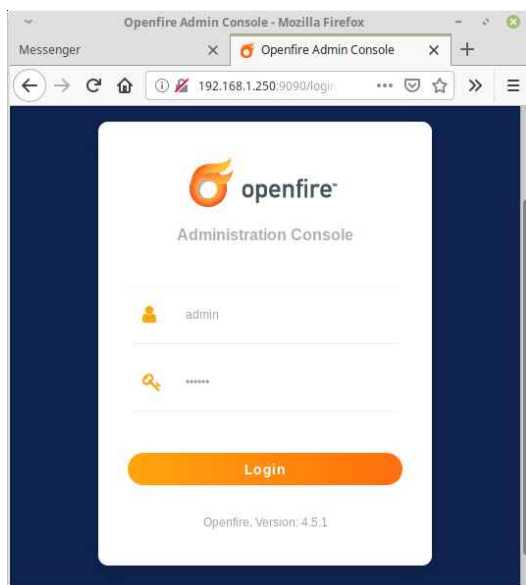 Openfire Admin Console - Mozilla Firefox
Messenger
Openfire Admin Console
192.168.1.250:9090/login
openfire™
Administration Console
admin
••••••
Login
Openfire, Version: 4.5.1